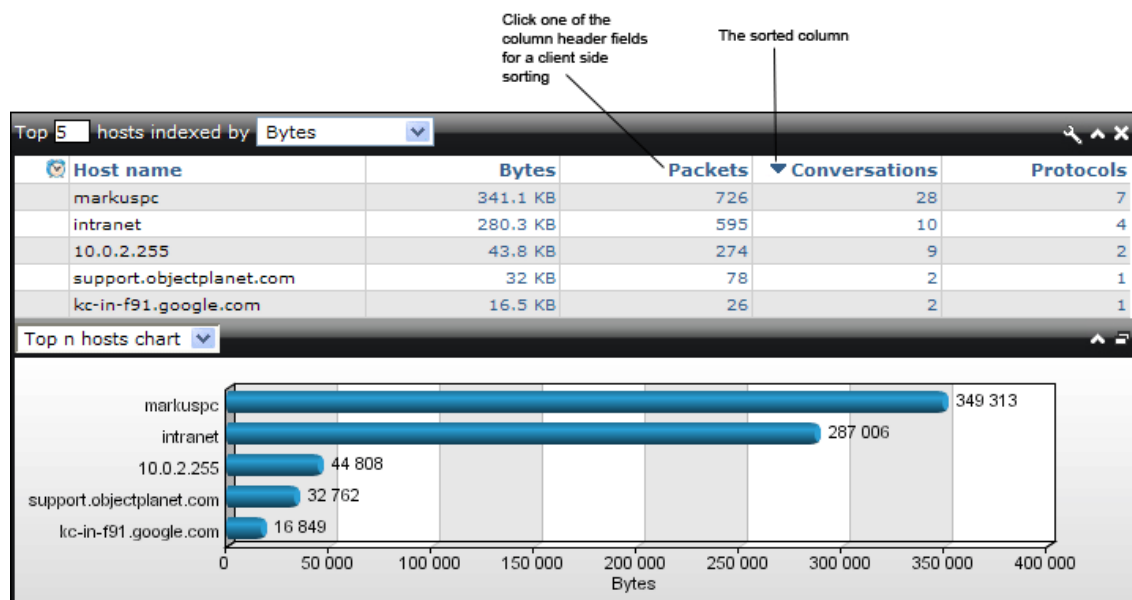 Click one of the
column header fields
for a client side
sorting
The sorted column
Top 5 hosts indexed by Bytes
Host name Bytes Packets Conversations Protocols
markuspc 341.1 KB 726 28 7
intranet 280.3 KB 595 10 4
10.0.2.255 43.8 KB 274 9 2
support.objectplanet.com 32 KB 78 2 1
kc-in-f91.google.com 16.5 KB 26 2 1
Top n hosts chart
markuspc 349 313
intranet 287 006
10.0.2.255 44 808
support.objectplanet.com 32 762
kc-in-f91.google.com 16 849
0 50 000 100 000 150 000 200 000 250 000 300 000 350 000 400 000
Bytes